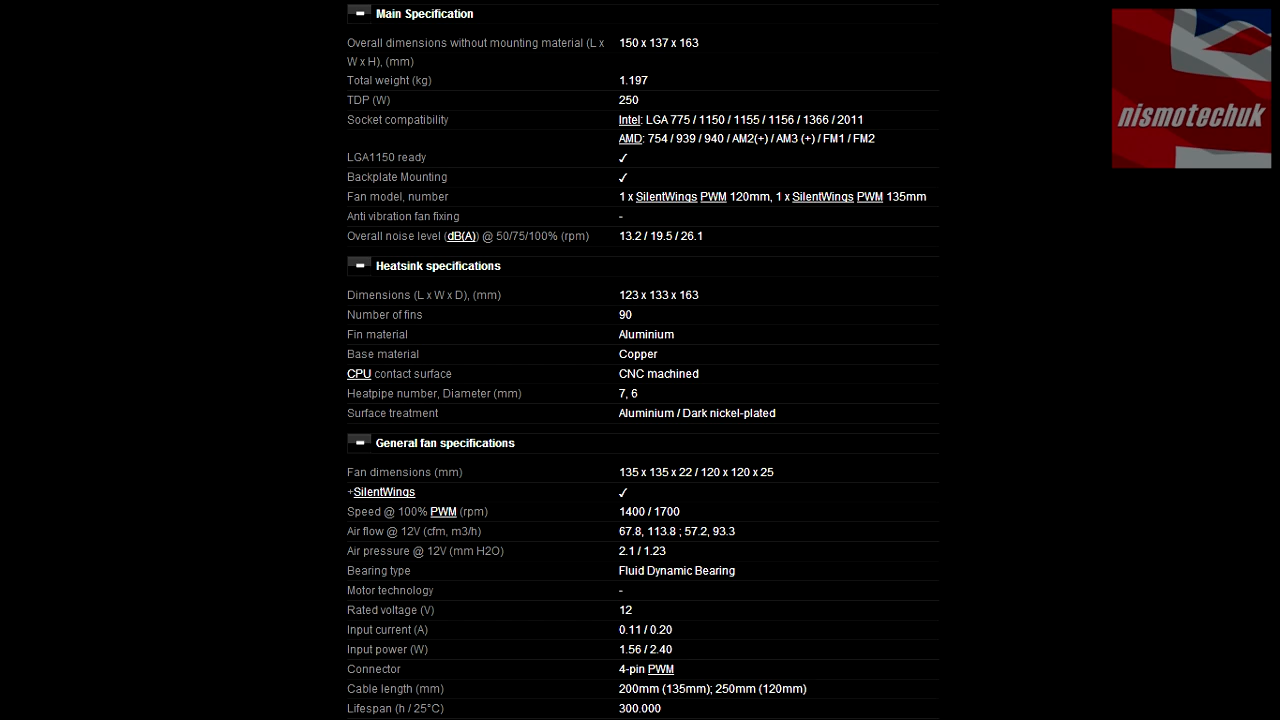 Main Specification
Overall dimensions without mounting material (L x W x H), (mm) 150 x 137 x 163
Total weight (kg) 1.197
TDP (W) 250
Socket compatibility Intel: LGA 775 / 1150 / 1155 / 1156 / 1366 / 2011
AMD: 754 / 939 / 940 / AM2(+) / AM3 (+) / FM1 / FM2
LGA1150 ready ✓
Backplate Mounting ✓
Fan model, number 1 x SilentWings PWM 120mm, 1 x SilentWings PWM 135mm
Anti vibration fan fixing -
Overall noise level (dB(A)) @ 50/75/100% (rpm) 13.2 / 19.5 / 26.1
Heatsink specifications
Dimensions (L x W x D), (mm) 123 x 133 x 163
Number of fins 90
Fin material Aluminium
Base material Copper
CPU contact surface CNC machined
Heatpipe number, Diameter (mm) 7, 6
Surface treatment Aluminium / Dark nickel-plated
General fan specifications
Fan dimensions (mm) 135 x 135 x 22 / 120 x 120 x 25
+SilentWings ✓
Speed @ 100% PWM (rpm) 1400 / 1700
Air flow @ 12V (cfm, m3/h) 67.8, 113.8 ; 57.2, 93.3
Air pressure @ 12V (mm H2O) 2.1 / 1.23
Bearing type Fluid Dynamic Bearing
Motor technology -
Rated voltage (V) 12
Input current (A) 0.11 / 0.20
Input power (W) 1.56 / 2.40
Connector 4-pin PWM
Cable length (mm) 200mm (135mm); 250mm (120mm)
Lifespan (h / 25°C) 300.000
nismotechuk